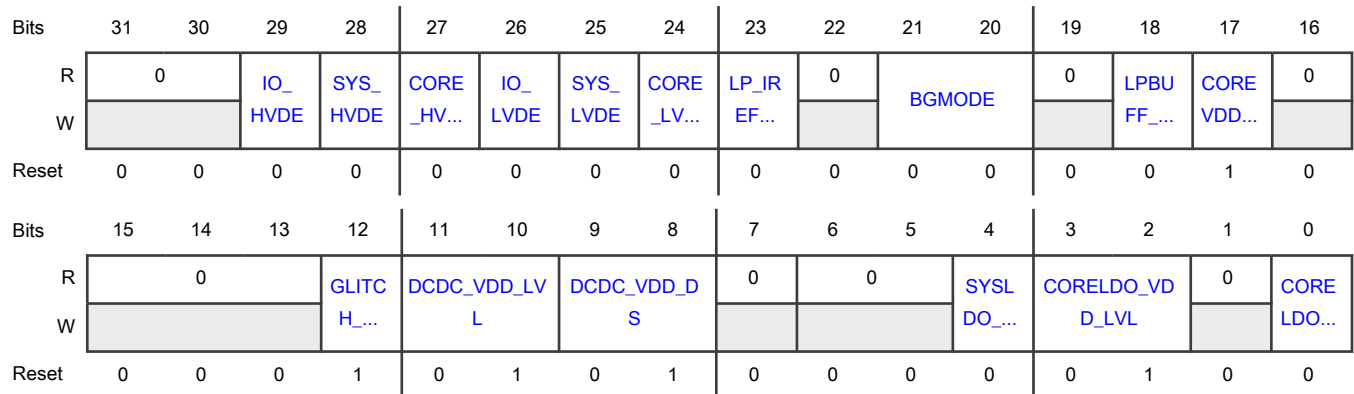 Bits 31 30 29 28 27 26 25 24 23 22 21 20 19 18 17 16
R 0 IO_ SYS_ CORE IO_ SYS_ CORE LP_IR 0 BGMODE 0 LPBU CORE 0
W HVDE HVDE _HV... LVDE LVDE _LV... EF... FF_... VDD...
Reset 0 0 0 0 0 0 0 0 0 0 0 0 0 0 1 0
Bits 15 14 13 12 11 10 9 8 7 6 5 4 3 2 1 0
R 0 GLITC DCDC_VDD_LV DCDC_VDD_D 0 0 SYSL CORELDO_VD 0 CORE
W H_... L S DO_... D_LVL LDO...
Reset 0 0 0 1 0 1 0 1 0 0 0 0 0 1 0 0